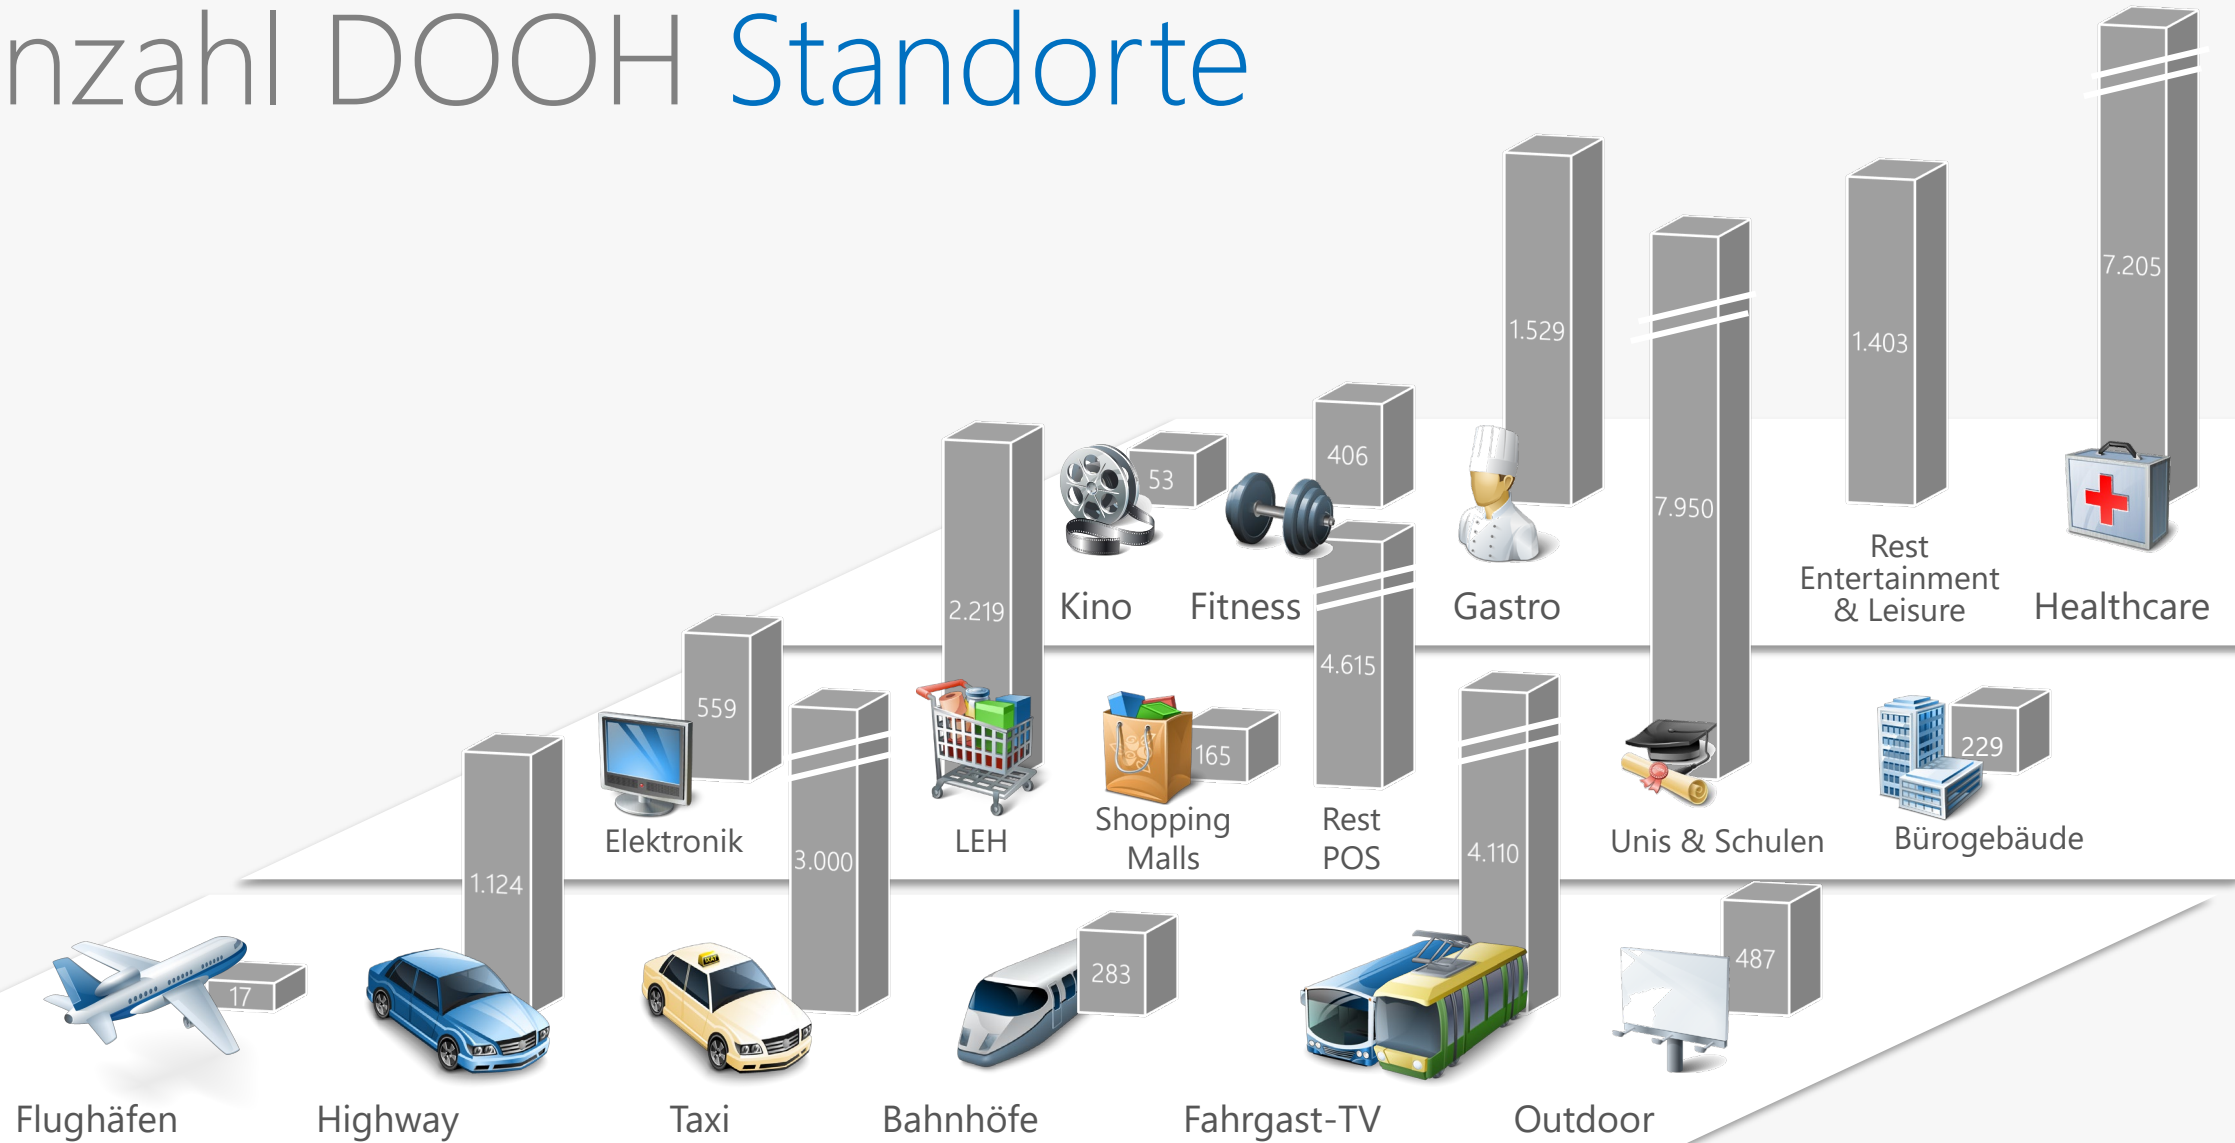 nzahl DOOH Standorte
7.205
1.529
1.403
406
53
7.950
Rest
Entertainment
& Leisure
Kino
Fitness
Gastro
Healthcare
2.219
4.615
559
165
229
Elektronik
LEH
Shopping
Malls
Rest
POS
Unis & Schulen
Bürogebäude
1.124
3.000
4.110
17
283
487
TAXI
Flughäfen
Highway
Taxi
Bahnhöfe
Fahrgast-TV
Outdoor